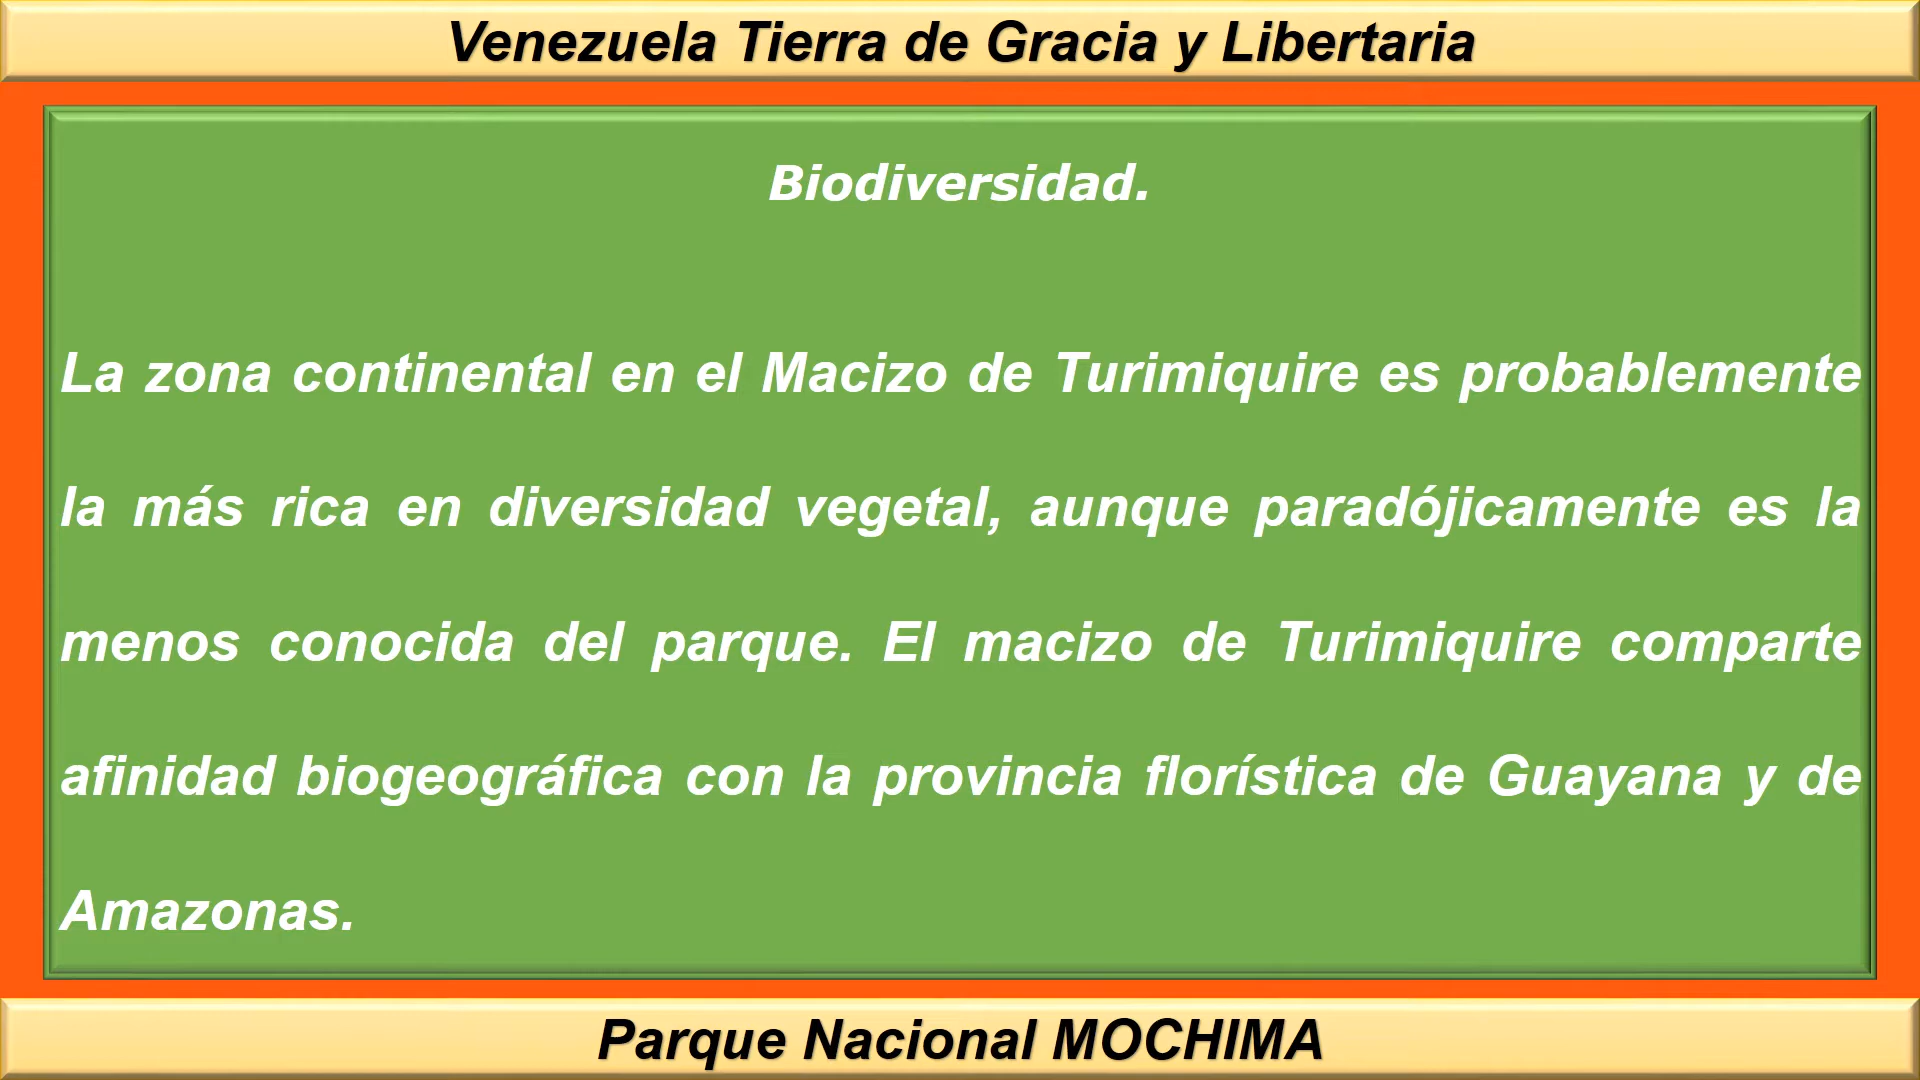 Venezuela Tierra de Gracia y Libertaria
Biodiversidad.
La zona continental en el Macizo de Turimiquire es probablemente
la más rica en diversidad vegetal, aunque paradójicamente es la
menos conocida del parque. El macizo de Turimiquire comparte
afinidad biogeográfica con la provincia florística de Guayana y de
Amazonas.
Parque Nacional MOCHIMA